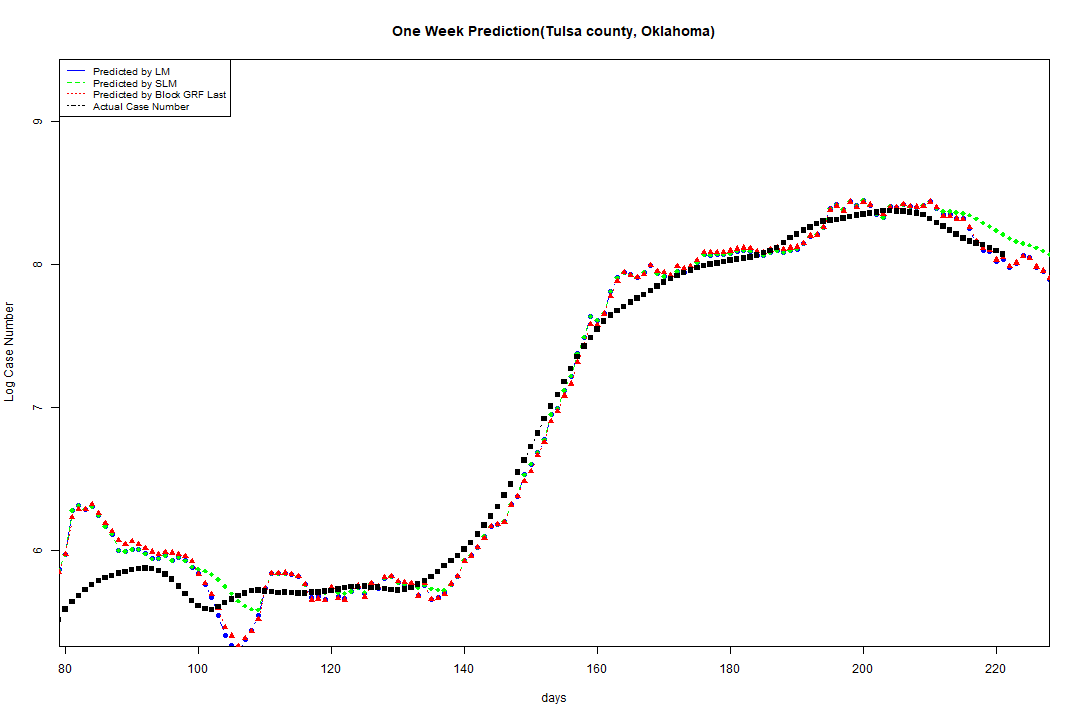 One Week Prediction(Tulsa county, Oklahoma)
Predicted by LM
Predicted by SLM
Predicted by Block GRF Last
Actual Case Number
9
8
7
6
Log Case Number
80 100 120 140 160 180 200 220
days